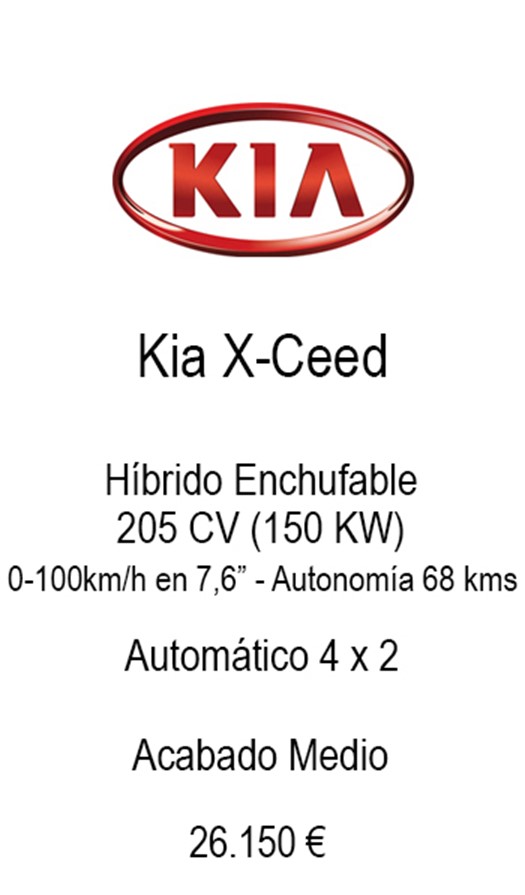 KIA
Kia X-Ceed
Híbrido Enchufable
205 CV (150 KW)
0-100km/h en 7,6” - Autonomía 68 kms
Automático 4 x 2
Acabado Medio
26.150 €